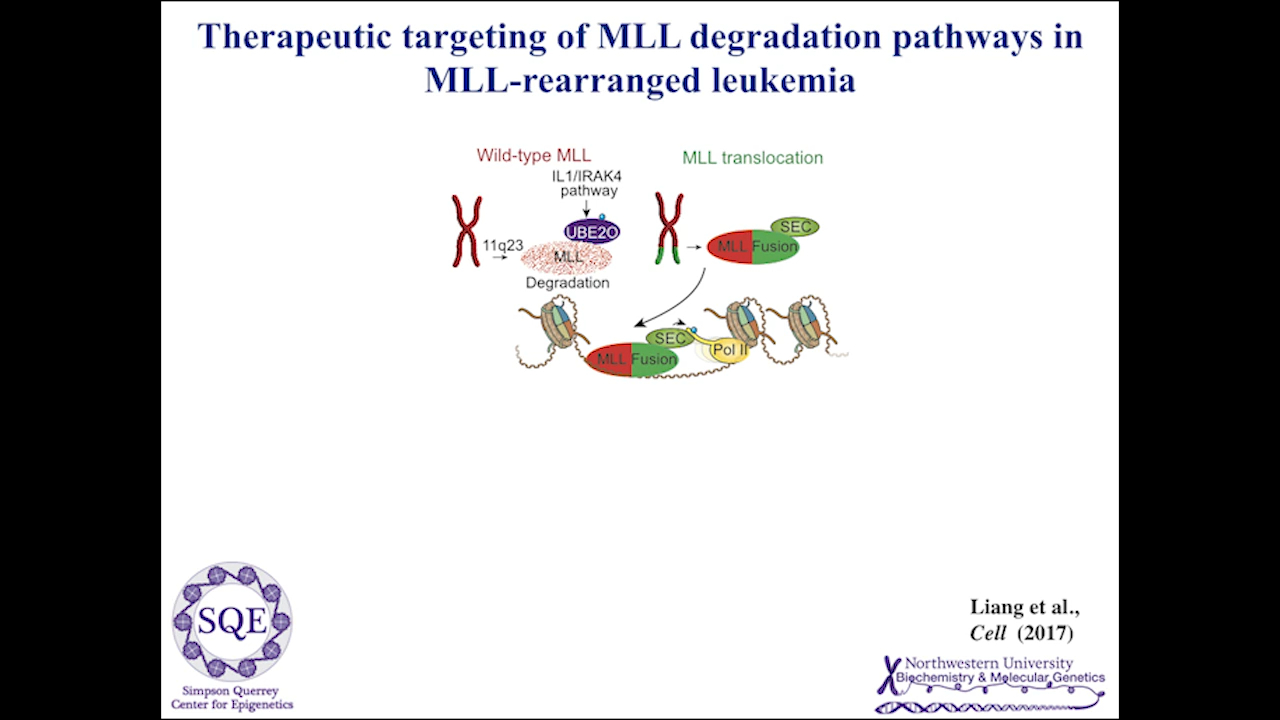 Therapeutic targeting of MLL degradation pathways in
MLL-rearranged leukemia
Wild-type MLL
MLL translocation
IL1/IRAK4
pathway
UBE2O
SEC
11q23
MLL
MLL Fusion
Degradation
SEC
MLL Fusion
Pol II
Liang et al.,
Cell (2017)
SQE
Simpson Querrey
Center for Epigenetics
Northwestern University
Biochemistry & Molecular Genetics